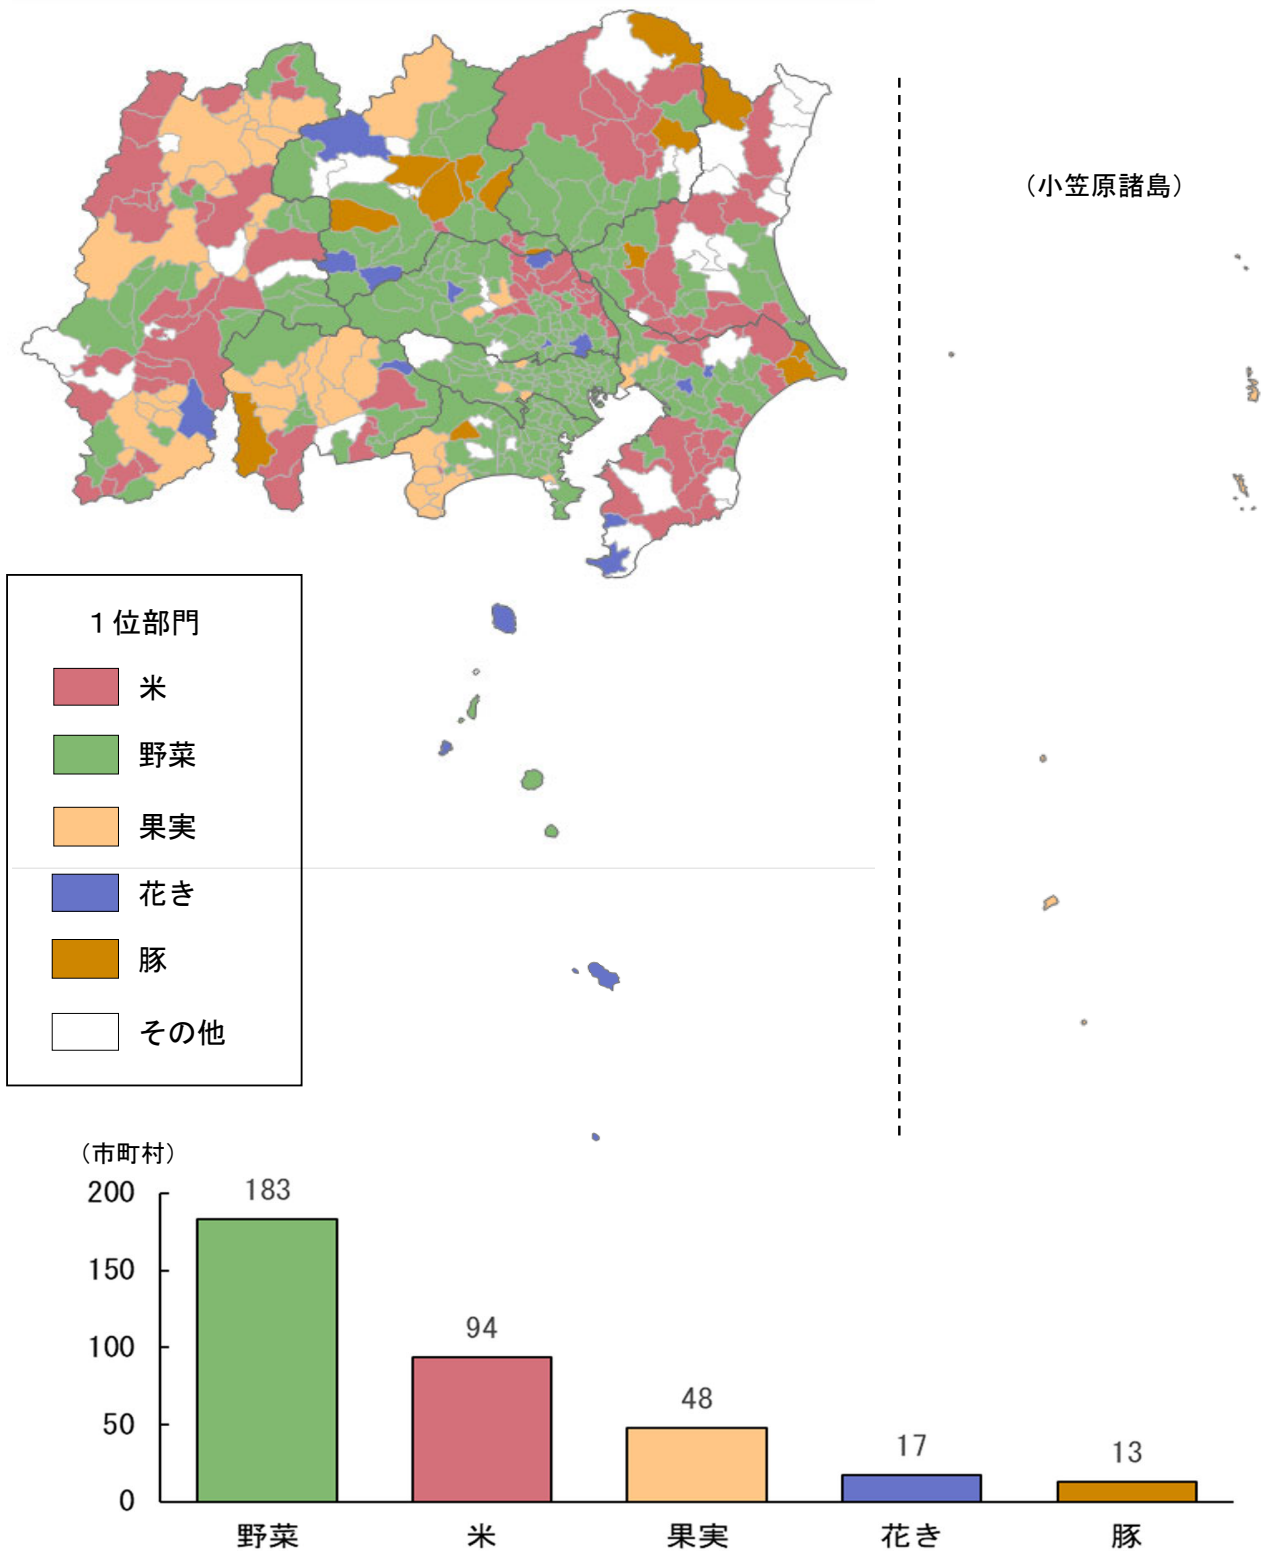 （小笠原諸島）
１位部門
米
野菜
果実
花き
豚
その他
（市町村）
200
150
100
50
0
183
94
48
17
13
野菜
米
果実
花き
豚